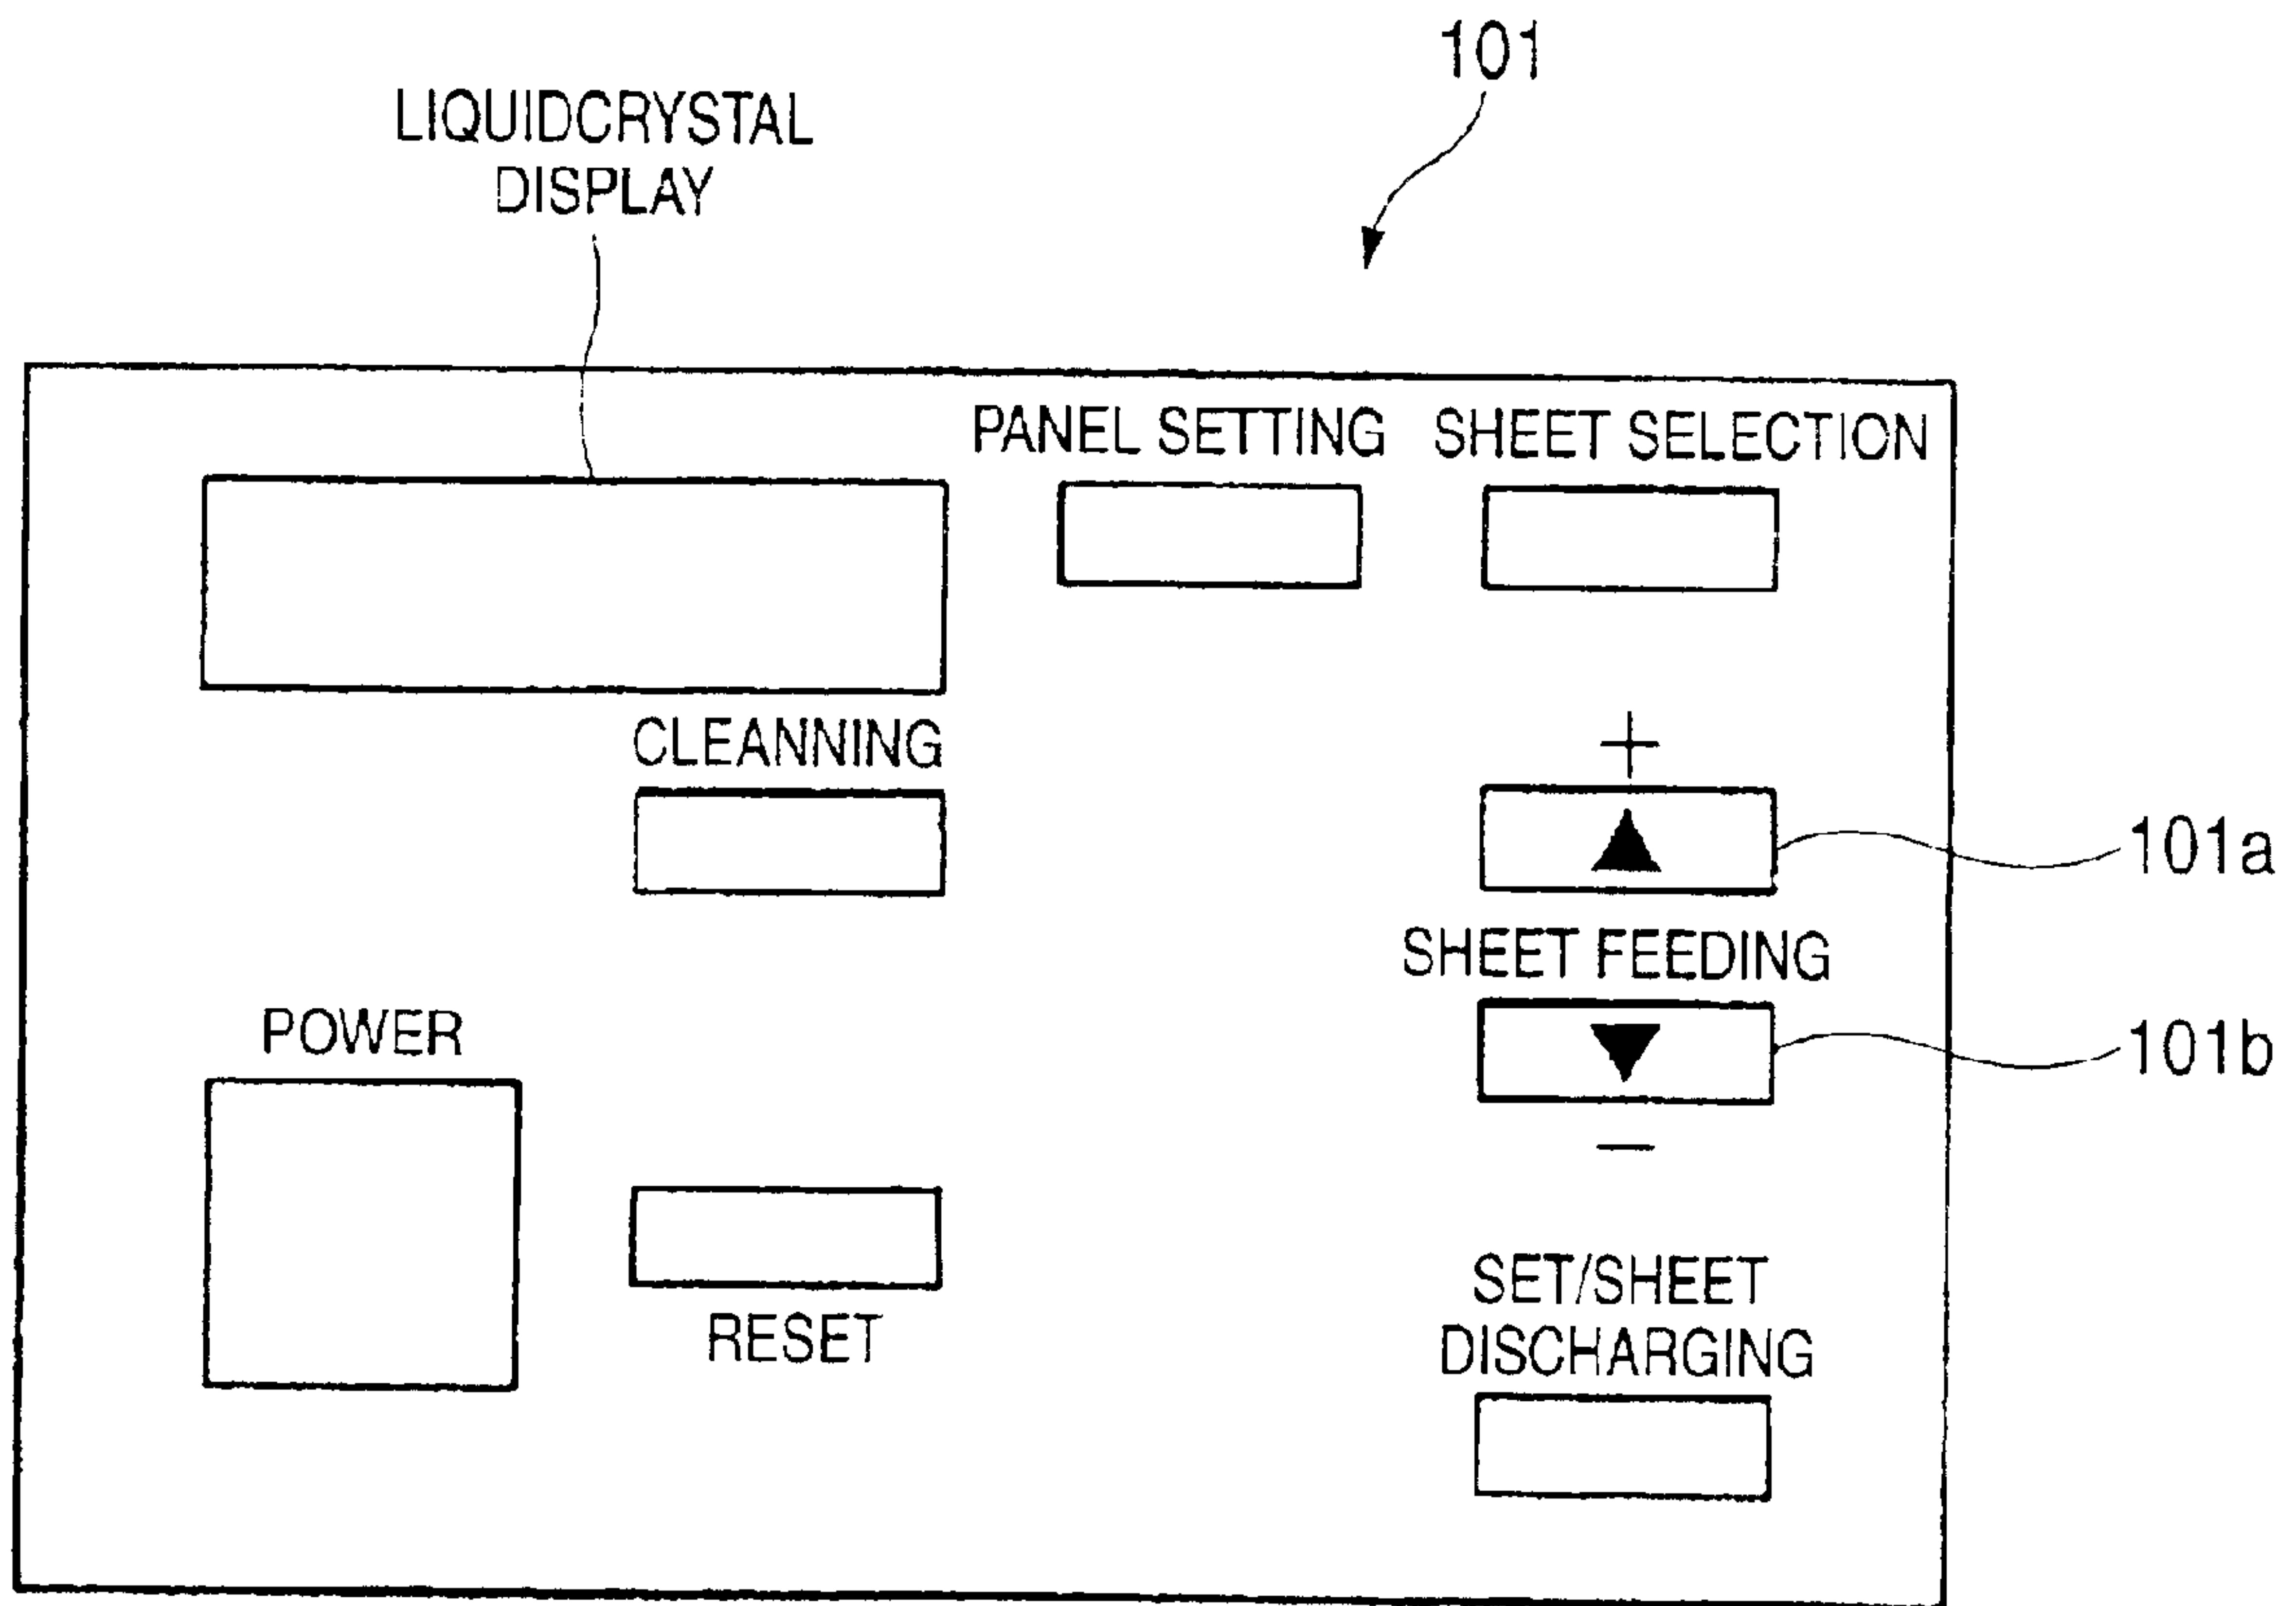 101
LIQUIDCRYSTAL
DISPLAY
PANEL SETTING
SHEET SELECTION
CLEANNING
+
101a
SHEET FEEDING
POWER
101b
—
SET/SHEET
DISCHARGING
RESET